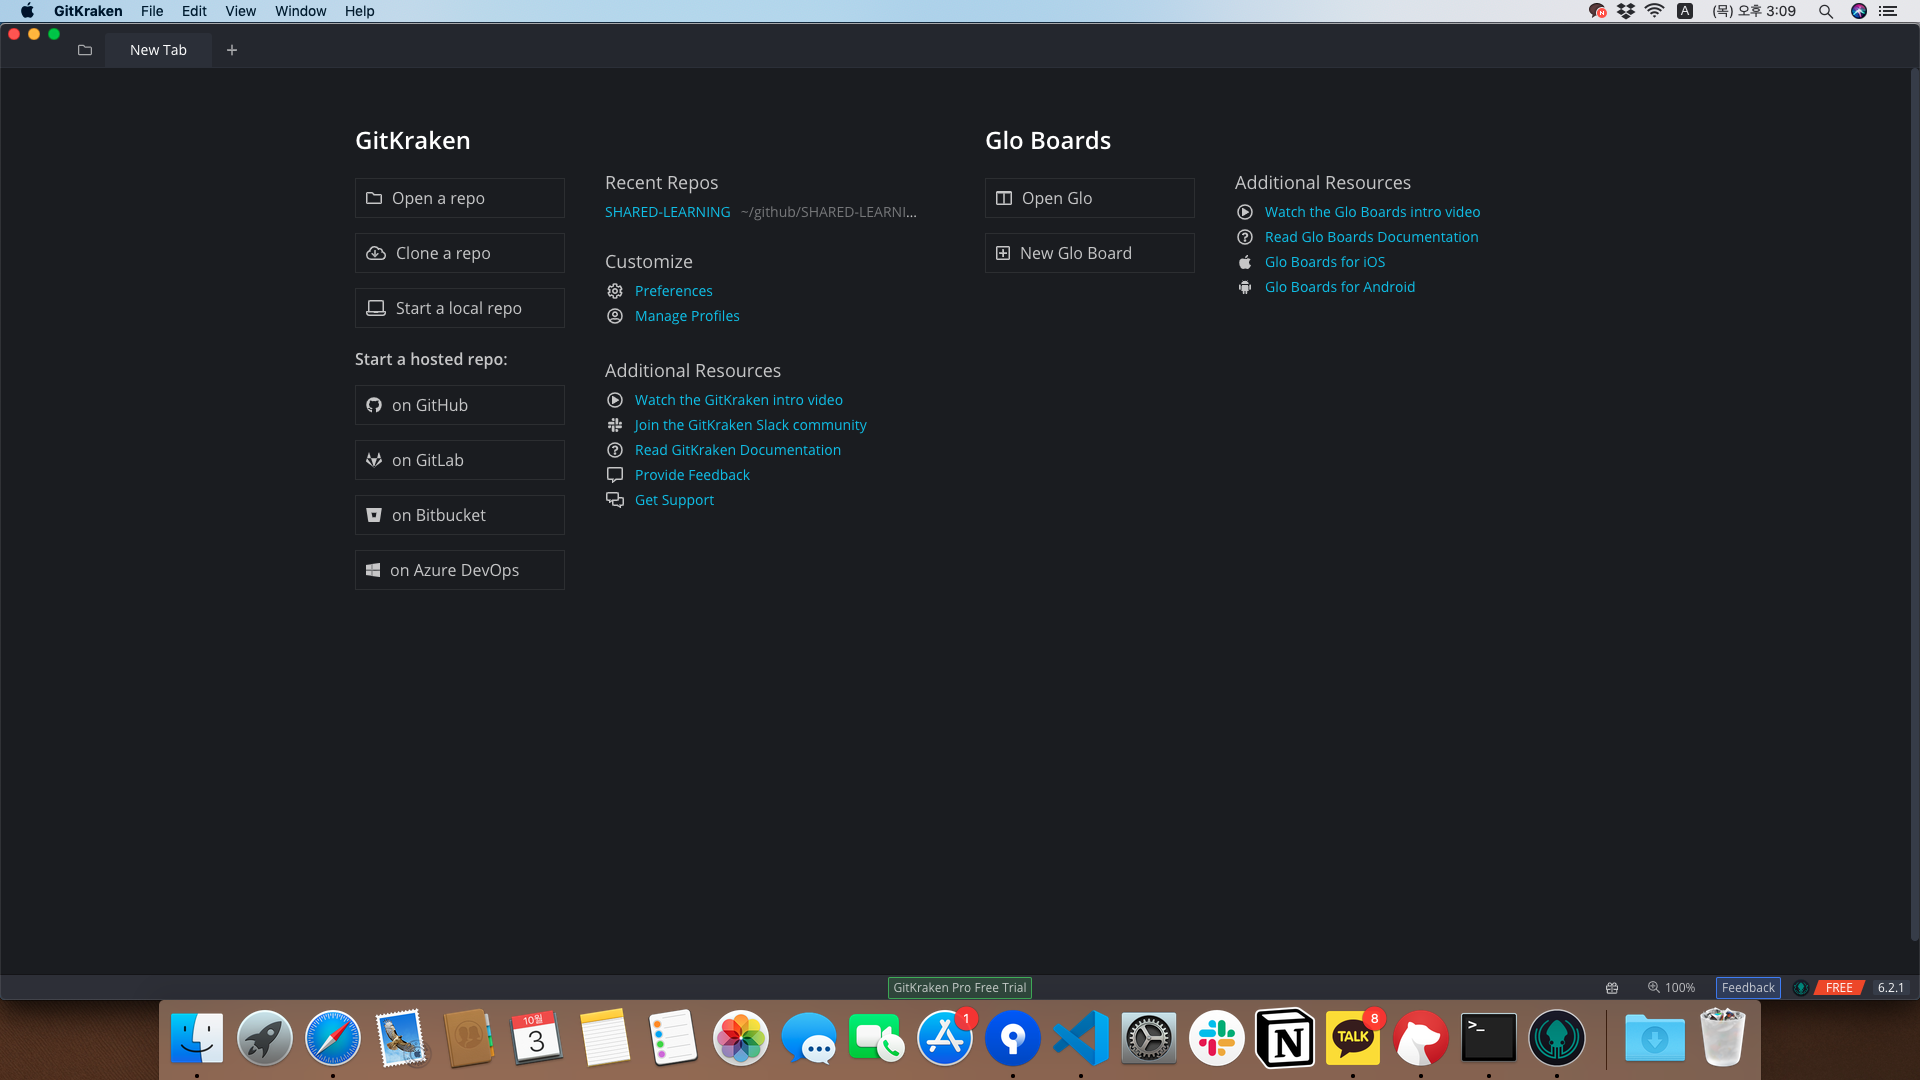 GitKraken File Edit View Window Help
N A (목) 오후 3:09
New Tab +
GitKraken
Open a repo
Clone a repo
Start a local repo
Start a hosted repo:
on GitHub
on GitLab
on Bitbucket
on Azure DevOps
Recent Repos
SHARED-LEARNING ~/github/SHARED-LEARNI...
Customize
Preferences
Manage Profiles
Additional Resources
Watch the GitKraken intro video
Join the GitKraken Slack community
Read GitKraken Documentation
Provide Feedback
Get Support
Glo Boards
Open Glo
New Glo Board
Additional Resources
Watch the Glo Boards intro video
Read Glo Boards Documentation
Glo Boards for iOS
Glo Boards for Android
GitKraken Pro Free Trial
100% Feedback FREE 6.2.1
10월
3
1
N
TALK
8
>_